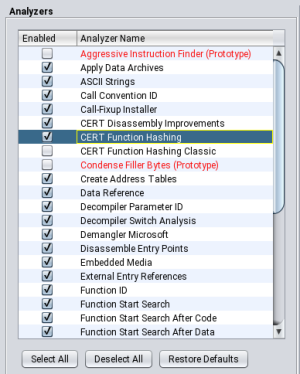 Analyzers
Enabled Analyzer Name
Aggressive Instruction Finder (Prototype)
Apply Data Archives
ASCII Strings
Call Convention ID
Call-Fixup Installer
CERT Disassembly Improvements
CERT Function Hashing
CERT Function Hashing Classic
Condense Filler Bytes (Prototype)
Create Address Tables
Data Reference
Decompiler Parameter ID
Decompiler Switch Analysis
Demangler Microsoft
Disassemble Entry Points
Embedded Media
External Entry References
Function ID
Function Start Search
Function Start Search After Code
Function Start Search After Data
Select All Deselect All Restore Defaults